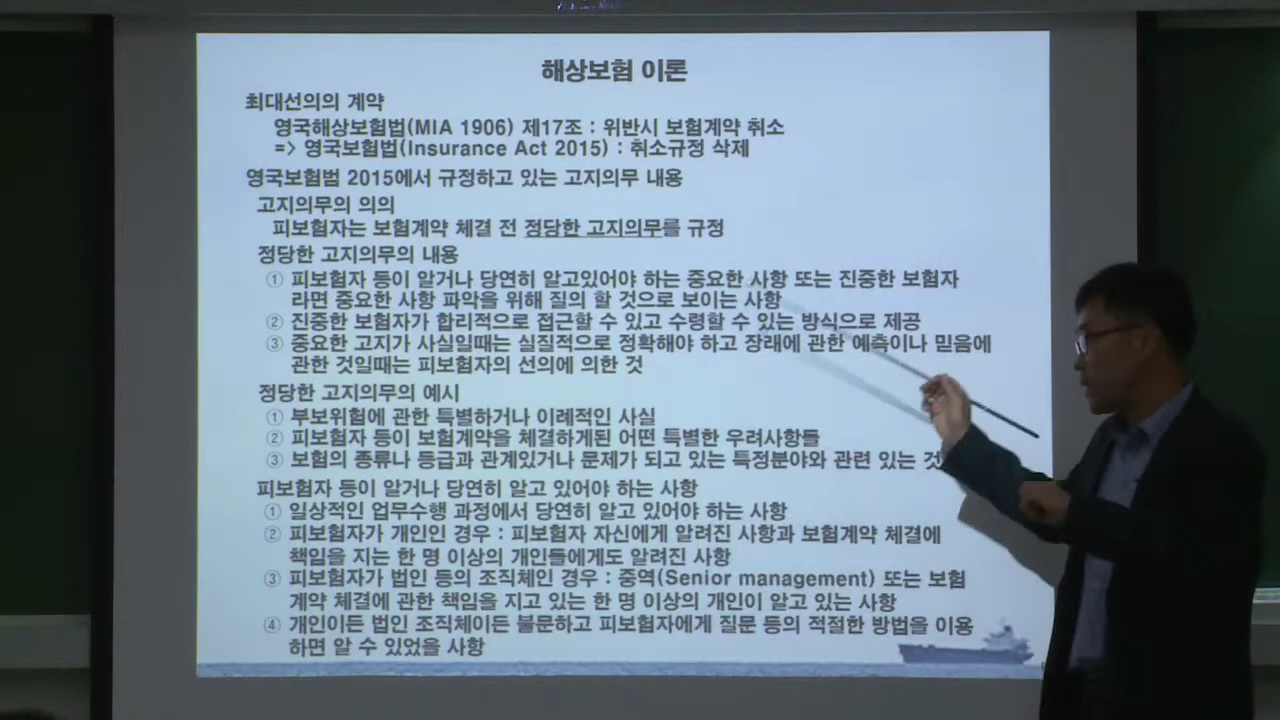 해상보험 이론
최대선의의 계약
영국해상보험법(MIA 1906) 제17조 : 위반시 보험계약 취소
=> 영국보험법(Insurance Act 2015) : 취소규정 삭제
영국보험범 2015에서 규정하고 있는 고지의무 내용
고지의무의 의의
피보험자는 보험계약 체결 전 정당한 고지의무를 규정
정당한 고지의무의 내용
① 피보험자 등이 알거나 당연히 알고있어야 하는 중요한 사항 또는 진중한 보험자
라면 중요한 사항 파악을 위해 질의 할 것으로 보이는 사항
② 진중한 보험자가 합리적으로 접근할 수 있고 수령할 수 있는 방식으로 제공
③ 중요한 고지가 사실일때는 실질적으로 정확해야 하고 장래에 관한 예측이나 믿음에
관한 것일때는 피보험자의 선의에 의한 것
정당한 고지의무의 예시
① 부보위험에 관한 특별하거나 이례적인 사실
② 피보험자 등이 보험계약을 체결하게된 어떤 특별한 우려사항들
③ 보험의 종류나 등급과 관계있거나 문제가 되고 있는 특정분야와 관련 있는 것
피보험자 등이 알거나 당연히 알고 있어야 하는 사항
① 일상적인 업무수행 과정에서 당연히 알고 있어야 하는 사항
② 피보험자가 개인인 경우 : 피보험자 자신에게 알려진 사항과 보험계약 체결에
책임을 지는 한 명 이상의 개인들에게도 알려진 사항
③ 피보험자가 법인 등의 조직체인 경우 : 중역(Senior management) 또는 보험
계약 체결에 관한 책임을 지고 있는 한 명 이상의 개인이 알고 있는 사항
④ 개인이든 법인 조직체이든 불문하고 피보험자에게 질문 등의 적절한 방법을 이용
하면 알 수 있었을 사항